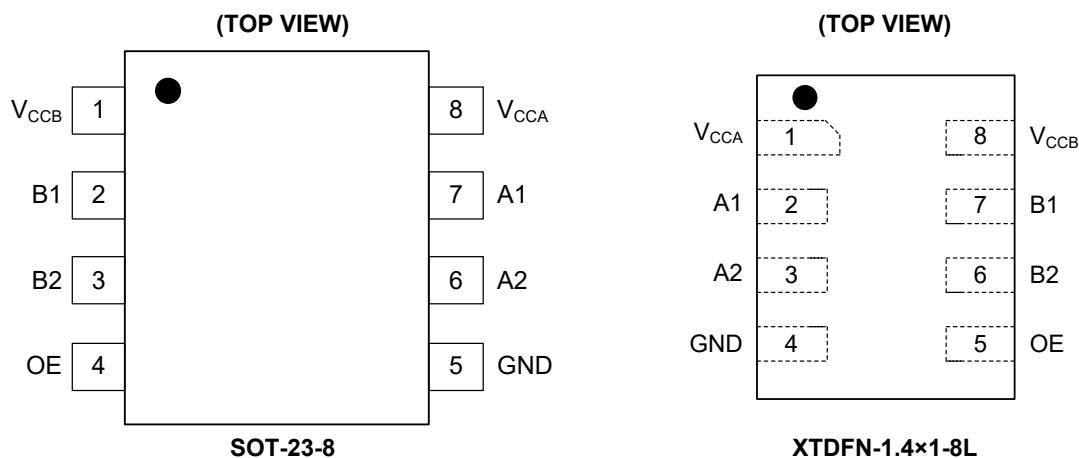 (TOP VIEW)
VCCB 1 8 VCCA
B1 2 7 A1
B2 3 6 A2
OE 4 5 GND
SOT-23-8
(TOP VIEW)
VCCA 1 8 VCCB
A1 2 7 B1
A2 3 6 B2
GND 4 5 OE
XTDFN-1.4×1-8L